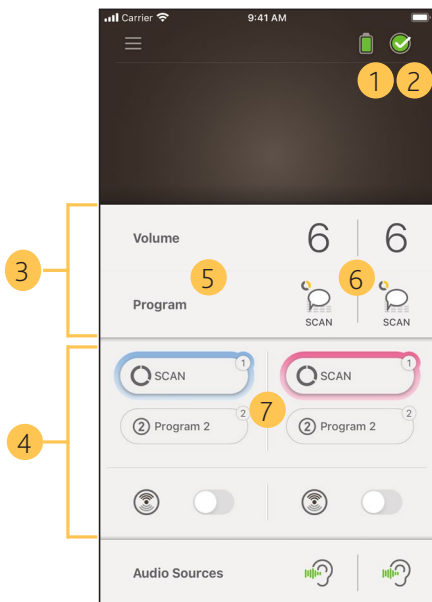 Carrier 9:41 AM
1 2
3
Volume 6 6
5 6
Program
SCAN SCAN
SCAN 1 SCAN 1
4
7
2 Program 2 2 2 Program 2 2
Audio Sources